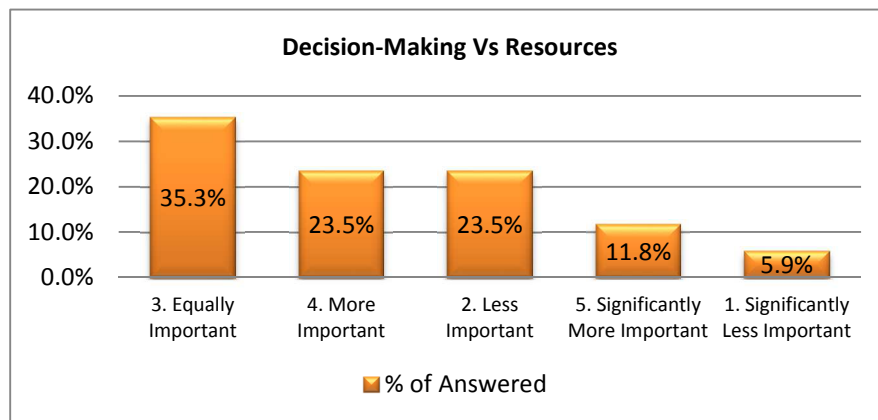 Decision-Making Vs Resources
40.0%
30.0%
20.0%
10.0%
0.0%
35.3%
23.5%
23.5%
11.8%
5.9%
3. Equally
Important
4. More
Important
2. Less
Important
5. Significantly
More Important
1. Significantly
Less Important
% of Answered